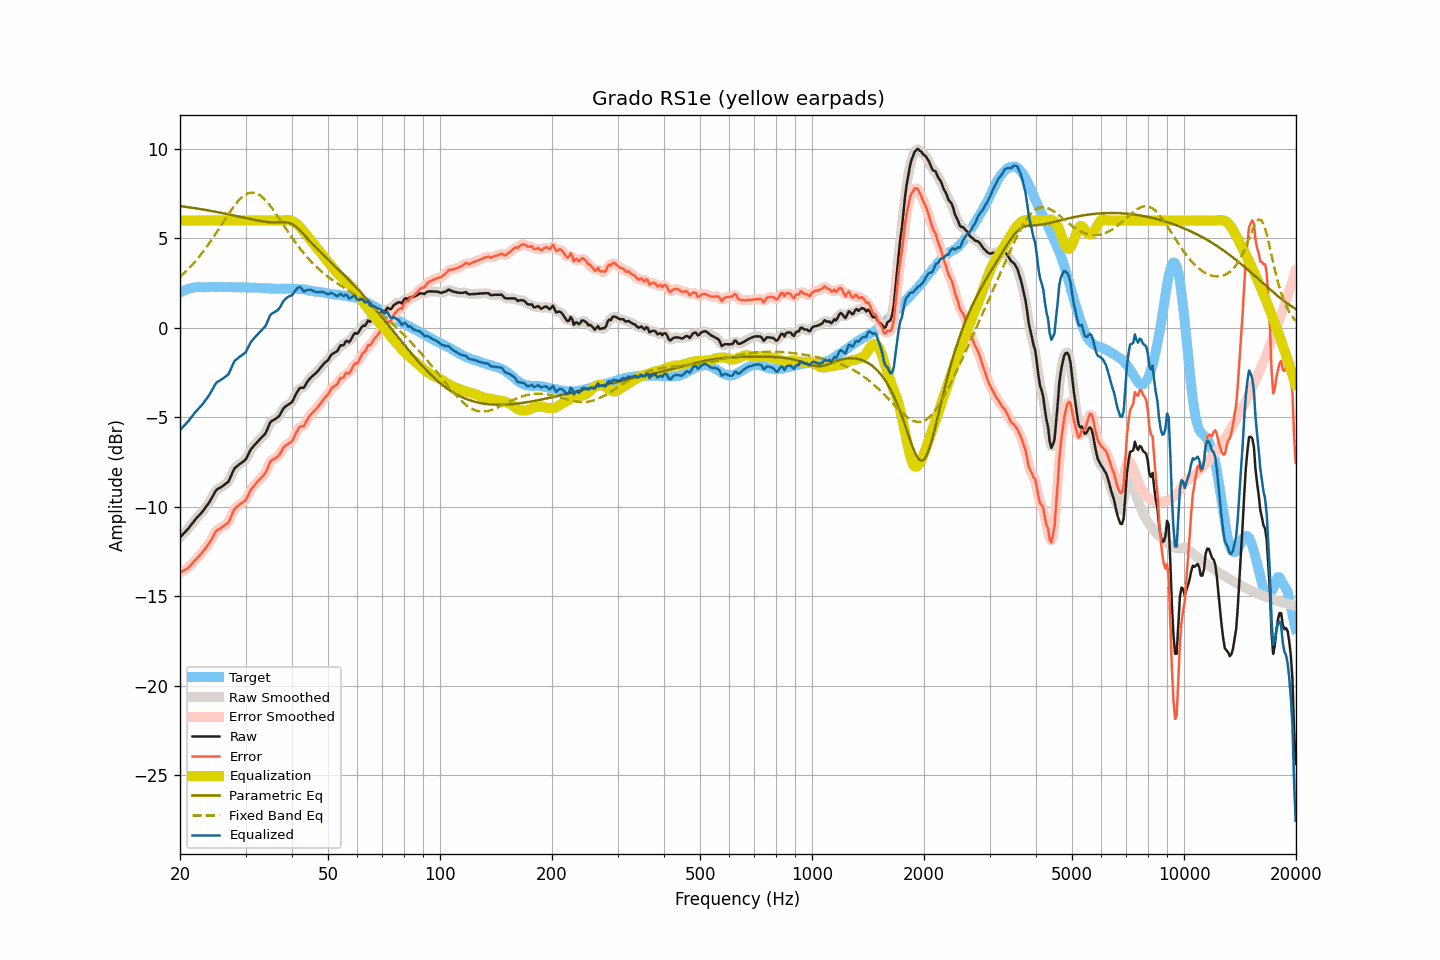 Grado RS1e (yellow earpads)
Amplitude (dBr)
10
5
0
−5
−10
−15
−20
−25
Target
Raw Smoothed
Error Smoothed
Raw
Error
Equalization
Parametric Eq
Fixed Band Eq
Equalized
20 50 100 200 500 1000 2000 5000 10000 20000
Frequency (Hz)